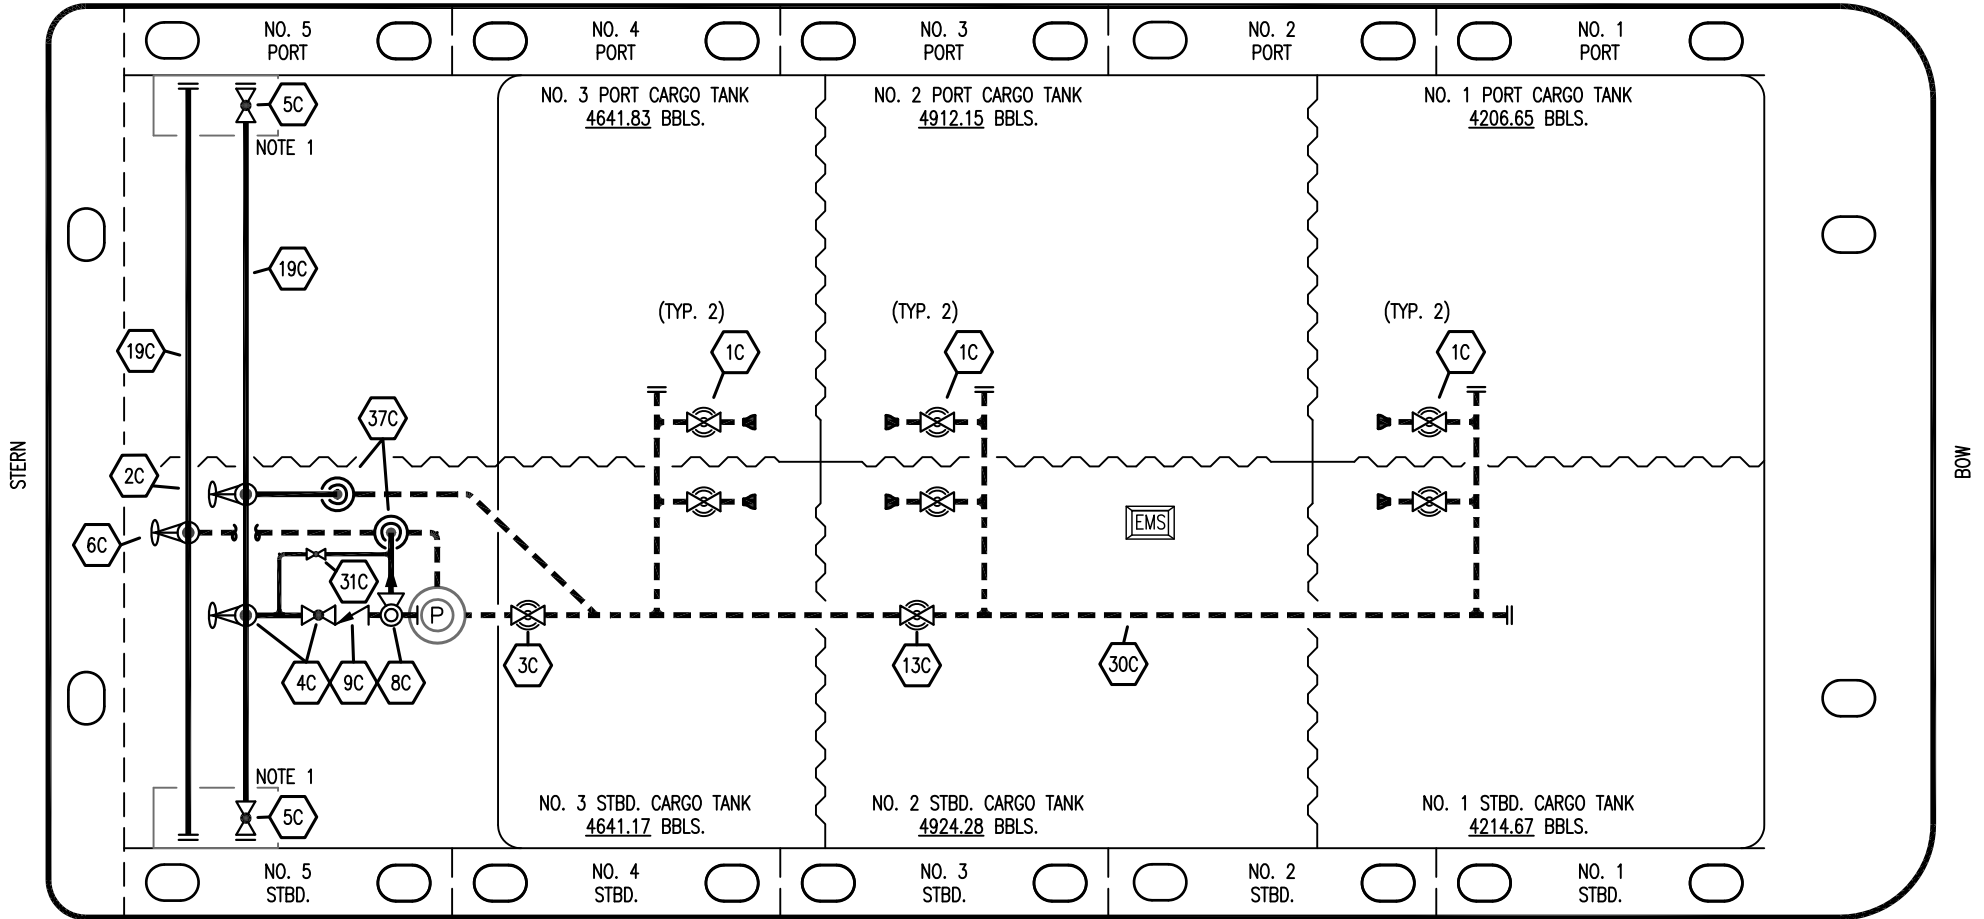 NO. 5
PORT
NO. 4
PORT
NO. 3
PORT
NO. 2
PORT
NO. 1
PORT
5C
NOTE 1
NO. 3 PORT CARGO TANK
4641.83 BBLS.
NO. 2 PORT CARGO TANK
4912.15 BBLS.
NO. 1 PORT CARGO TANK
4206.65 BBLS.
19C
19C
(TYP. 2)
1C
(TYP. 2)
1C
(TYP. 2)
1C
37C
STERN
2C
BOW
6C
EMS
31C
P
4C
9C
8C
3C
13C
30C
NOTE 1
5C
NO. 3 STBD. CARGO TANK
4641.17 BBLS.
NO. 2 STBD. CARGO TANK
4924.28 BBLS.
NO. 1 STBD. CARGO TANK
4214.67 BBLS.
NO. 5
STBD.
NO. 4
STBD.
NO. 3
STBD.
NO. 2
STBD.
NO. 1
STBD.